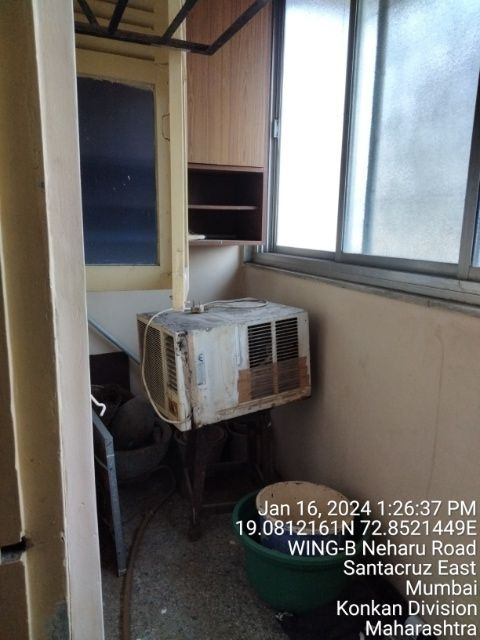 Jan 16, 2024 1:26:37 PM
19.0812161N 72.8521449E
WING-B Neharu Road
Santacruz East
Mumbai
Konkan Division
Maharashtra